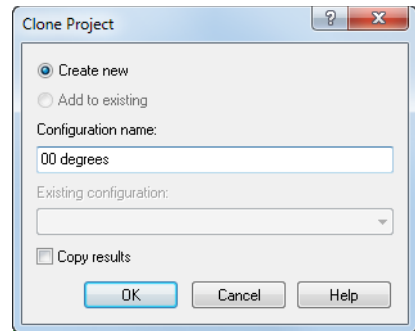 Clone Project
Create new
Add to existing
Configuration name:
00 degrees
Existing configuration:
Copy results
OK Cancel Help